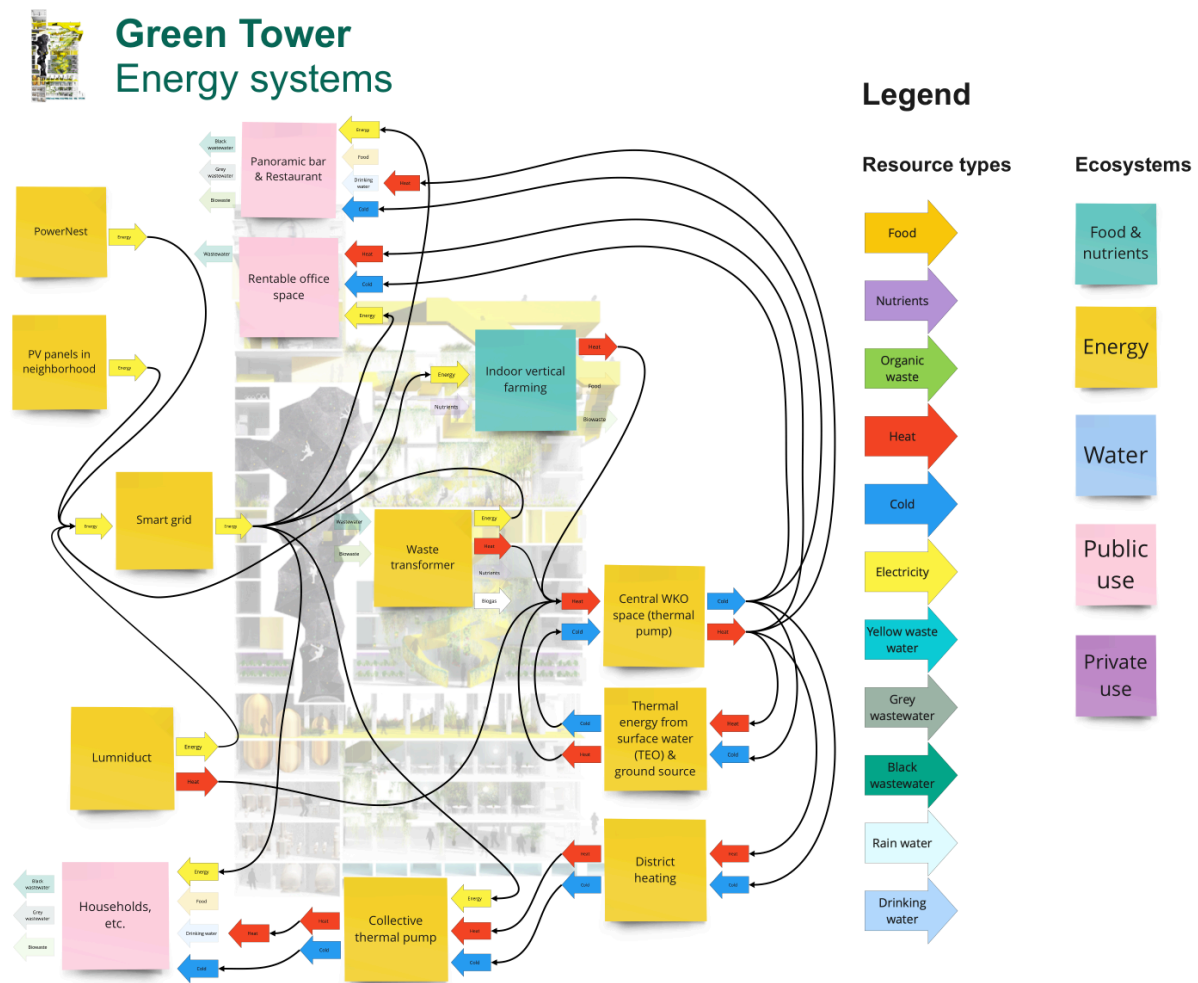 Green Tower
Energy systems
Legend
Resource types
Ecosystems
Food
Nutrients
Organic
waste
Heat
Cold
Electricity
Yellow waste
water
Grey
wastewater
Black
wastewater
Rain water
Drinking
water
Food &
nutrients
Energy
Water
Public
use
Private
use
Black
wastewater
Grey
wastewater
Biowaste
Panoramic bar
& Restaurant
Energy
Food
Drinking
water
Heat
Cold
PowerNest
Energy
Wastewater
Rentable office
space
Heat
Cold
Energy
PV panels in
neighborhood
Energy
Energy
Nutrients
Indoor vertical
farming
Heat
Food
Biowaste
Energy
Smart grid
Energy
Wastewater
Biowaste
Waste
transformer
Energy
Heat
Nutrients
Biogas
Heat
Cold
Central WKO
space (thermal
pump)
Cold
Heat
Cold
Heat
Thermal
energy from
surface water
(TEO) &
ground source
Heat
Cold
Lumniduct
Energy
Heat
Heat
Cold
District
heating
Heat
Cold
Black
wastewater
Grey
wastewater
Biowaste
Households,
etc.
Energy
Food
Drinking water
Heat
Cold
Heat
Cold
Collective
thermal pump
Energy
Heat
Cold